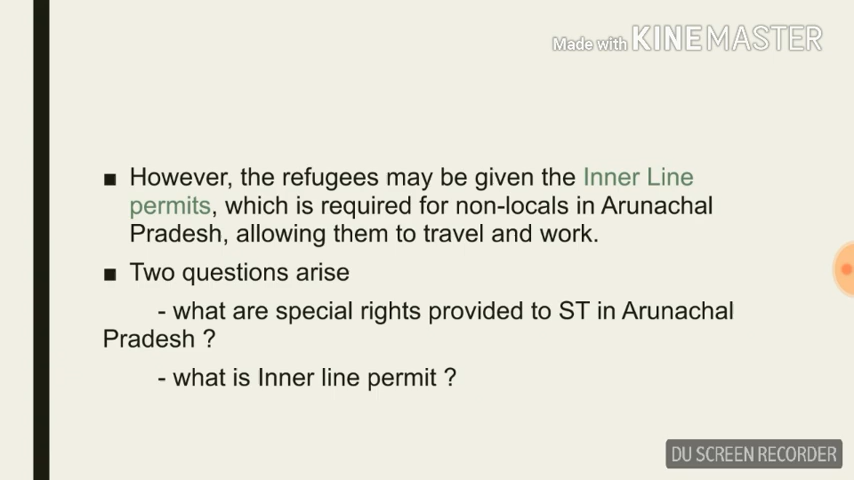 Made with KINEMASTER
■ However, the refugees may be given the Inner Line
permits, which is required for non-locals in Arunachal
Pradesh, allowing them to travel and work.
■ Two questions arise
- what are special rights provided to ST in Arunachal
Pradesh ?
- what is Inner line permit ?
DU SCREEN RECORDER